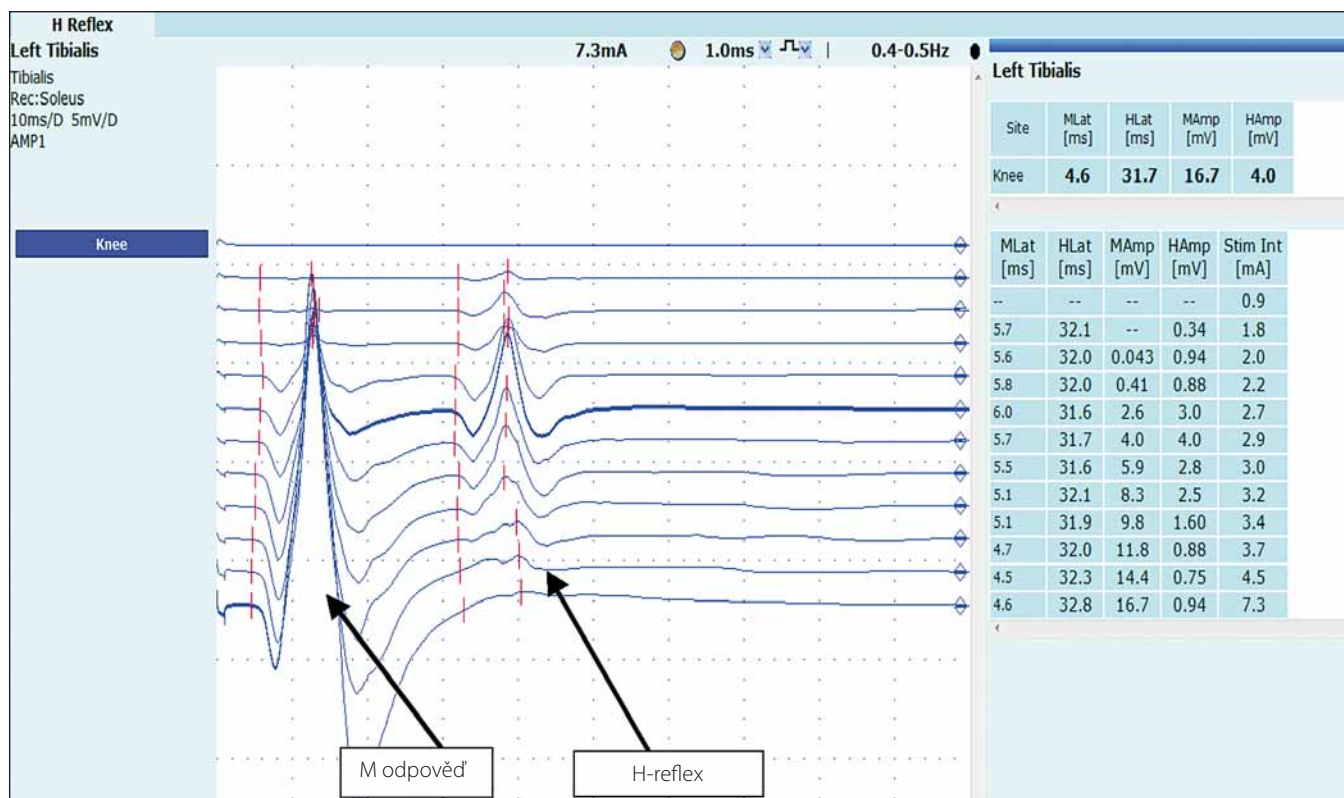 H Reflex
Left Tibialis
7.3mA 1.0ms | 0.4-0.5Hz
Tibialis
Rec:Soleus
10ms/D 5mV/D
AMP1
Knee
M odpověď
H-reflex
Left Tibialis
Site MLat [ms] HLat [ms] MAmp [mV] HAmp [mV]
Knee 4.6 31.7 16.7 4.0
MLat [ms] HLat [ms] MAmp [mV] HAmp [mV] Stim Int [mA]
-- -- -- -- 0.9
5.7 32.1 -- 0.34 1.8
5.6 32.0 0.043 0.94 2.0
5.8 32.0 0.41 0.88 2.2
6.0 31.6 2.6 3.0 2.7
5.7 31.7 4.0 4.0 2.9
5.5 31.6 5.9 2.8 3.0
5.1 32.1 8.3 2.5 3.2
5.1 31.9 9.8 1.60 3.4
4.7 32.0 11.8 0.88 3.7
4.5 32.3 14.4 0.75 4.5
4.6 32.8 16.7 0.94 7.3